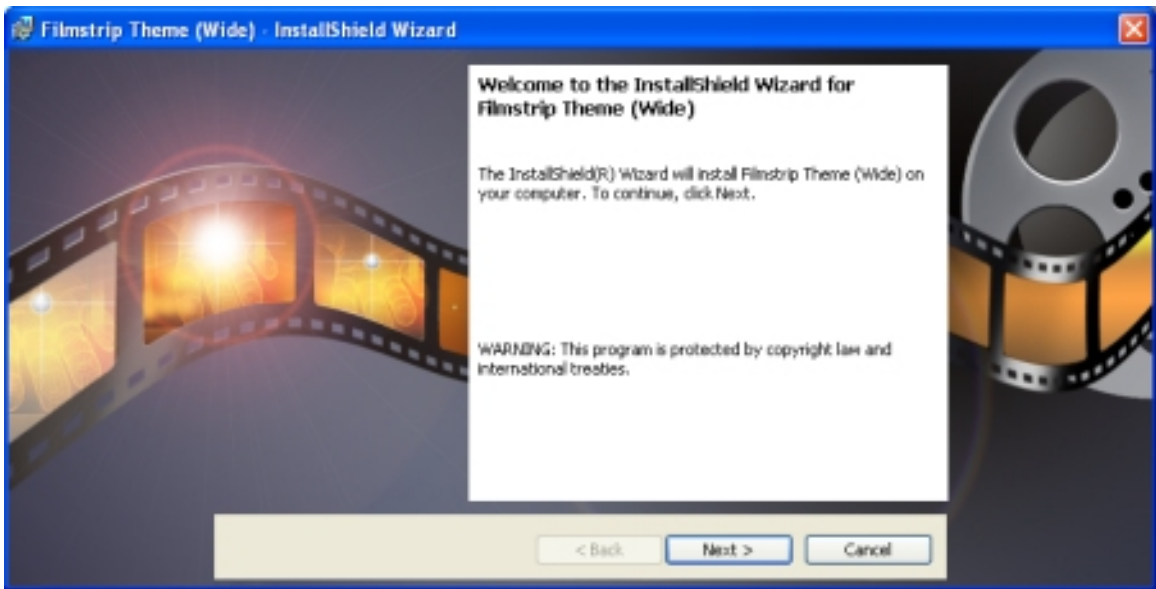 Filmstrip Theme (Wide) - InstallShield Wizard
Welcome to the InstallShield Wizard for
Filmstrip Theme (Wide)
The InstallShield(R) Wizard will install Filmstrip Theme (Wide) on
your computer. To continue, click Next.
WARNING: This program is protected by copyright law and
international treaties.
< Back
Next >
Cancel